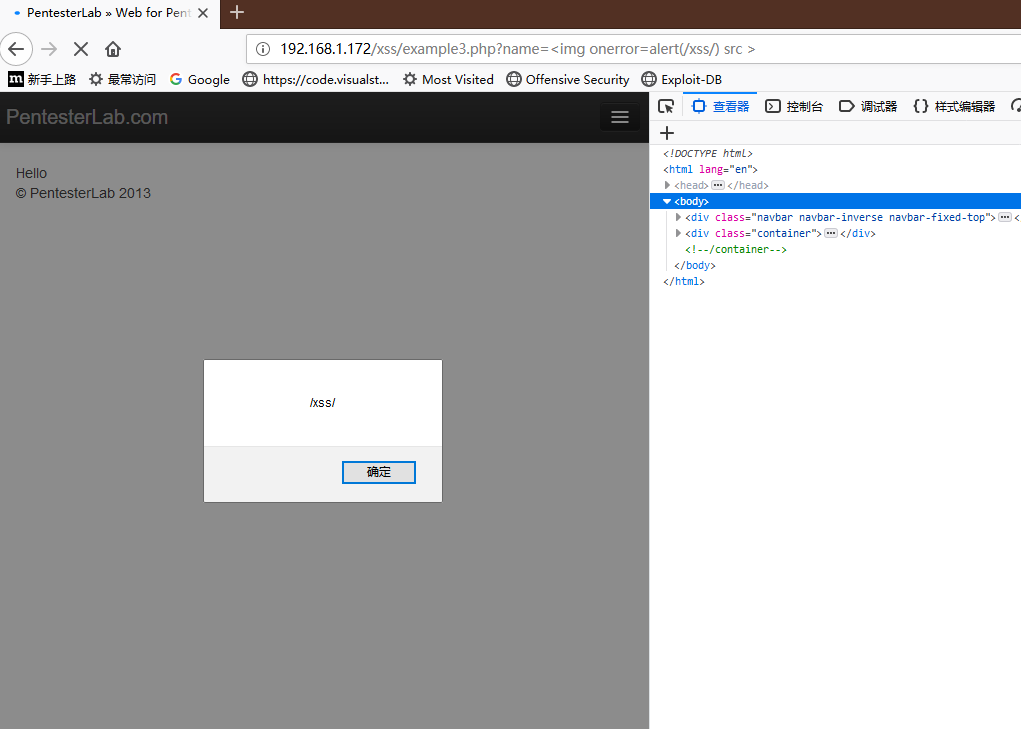 PentesterLab » Web for Pent
192.168.1.172/xss/example3.php?name=<img onerror=alert(/xss/) src >
m 新手上路 最常访问 G Google https://code.visualst... Most Visited Offensive Security Exploit-DB
PentesterLab.com
Hello
© PentesterLab 2013
/xss/
确定
查看器 控制台 调试器 {} 样式编辑器
<!DOCTYPE html>
<html lang="en">
<head> ... </head>
<body>
<div class="navbar navbar-inverse navbar-fixed-top"> ... <
<div class="container"> ... </div>
<!--/container-->
</body>
</html>